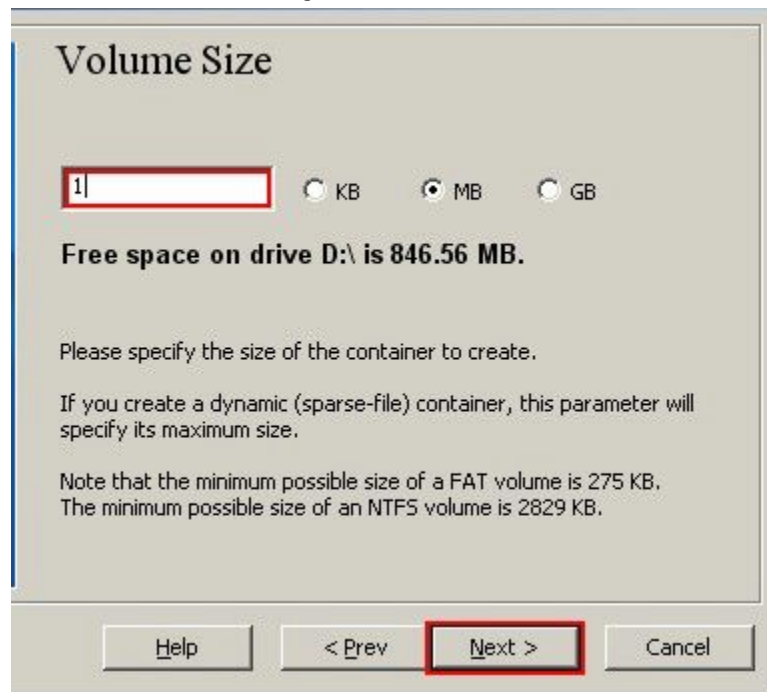 Volume Size
1
KB MB GB
Free space on drive D:\ is 846.56 MB.
Please specify the size of the container to create.
If you create a dynamic (sparse-file) container, this parameter will
specify its maximum size.
Note that the minimum possible size of a FAT volume is 275 KB.
The minimum possible size of an NTFS volume is 2829 KB.
Help < Prev Next > Cancel